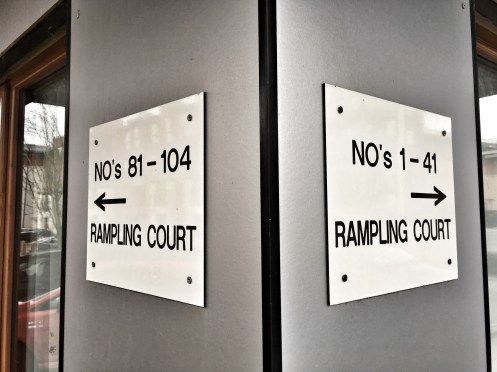 NO's 81-104
←
RAMPLING COURT
NO's 1-41
→
RAMPLING COURT